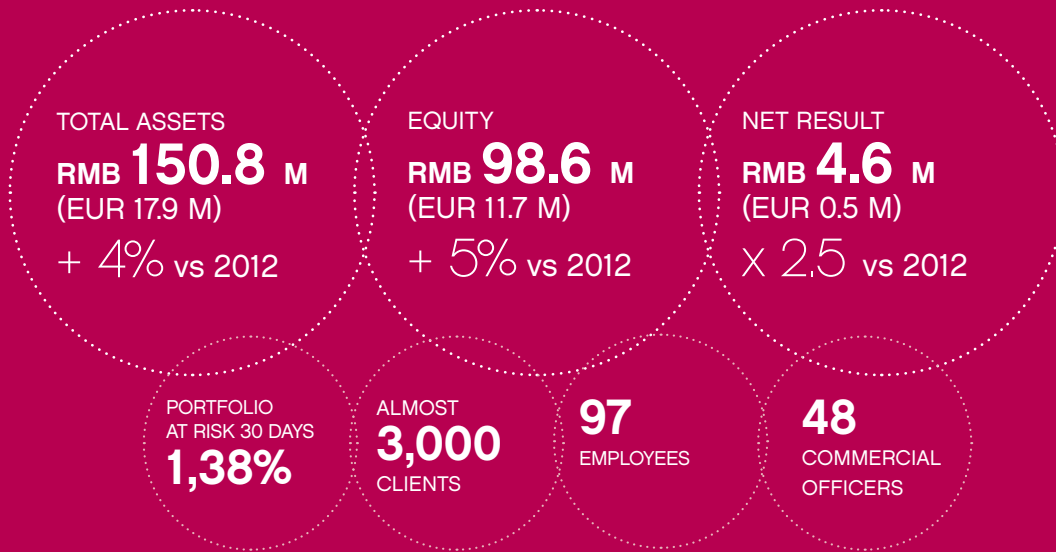 TOTAL ASSETS
RMB 150.8 M
(EUR 17.9 M)
+ 4% vs 2012
EQUITY
RMB 98.6 M
(EUR 11.7 M)
+ 5% vs 2012
NET RESULT
RMB 4.6 M
(EUR 0.5 M)
x 2.5 vs 2012
PORTFOLIO
AT RISK 30 DAYS
1,38%
ALMOST
3,000
CLIENTS
97
EMPLOYEES
48
COMMERCIAL
OFFICERS